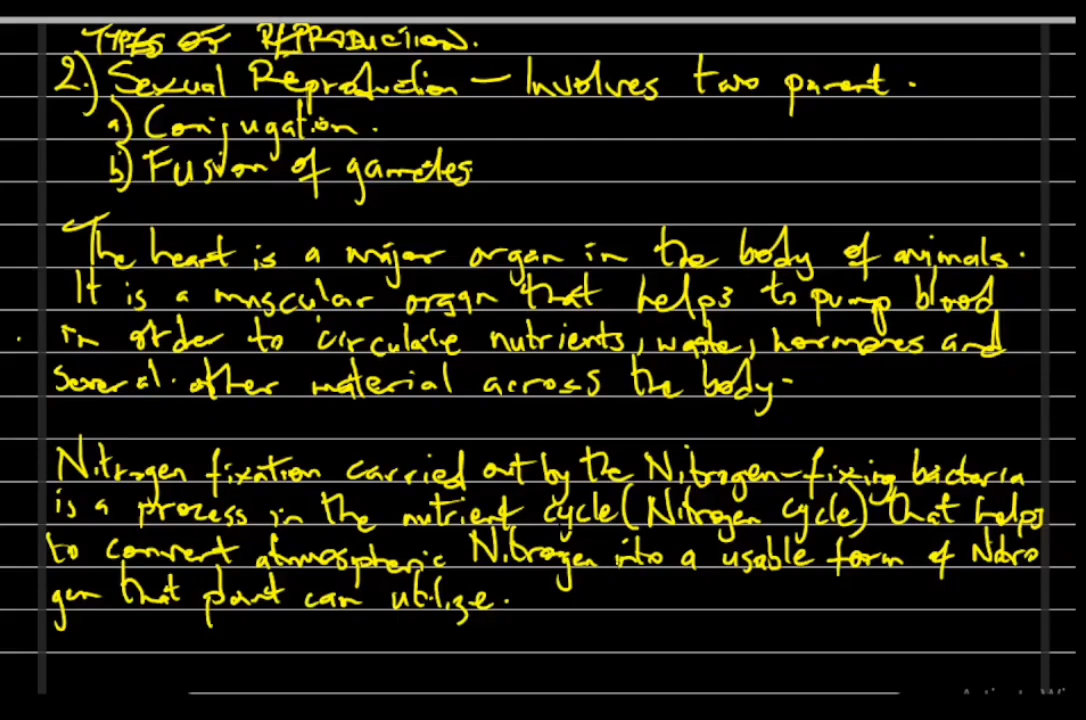 TYPES OF REPRODUCTION.
2.) Sexual Reproduction - Involves two parent.
a) Conjugation.
b) Fusion of gametes
The heart is a major organ in the body of animals.
It is a muscular organ that helps to pump blood
in order to circulate nutrients, waste, hormones and
several other material across the body-
Nitrogen fixation carried out by the Nitrogen-fixing bacteria
is a process in the nutrient cycle (Nitrogen Cycle) that helps
to convert atmospheric Nitrogen into a usable form of Nitro
gen that plant can utilize.